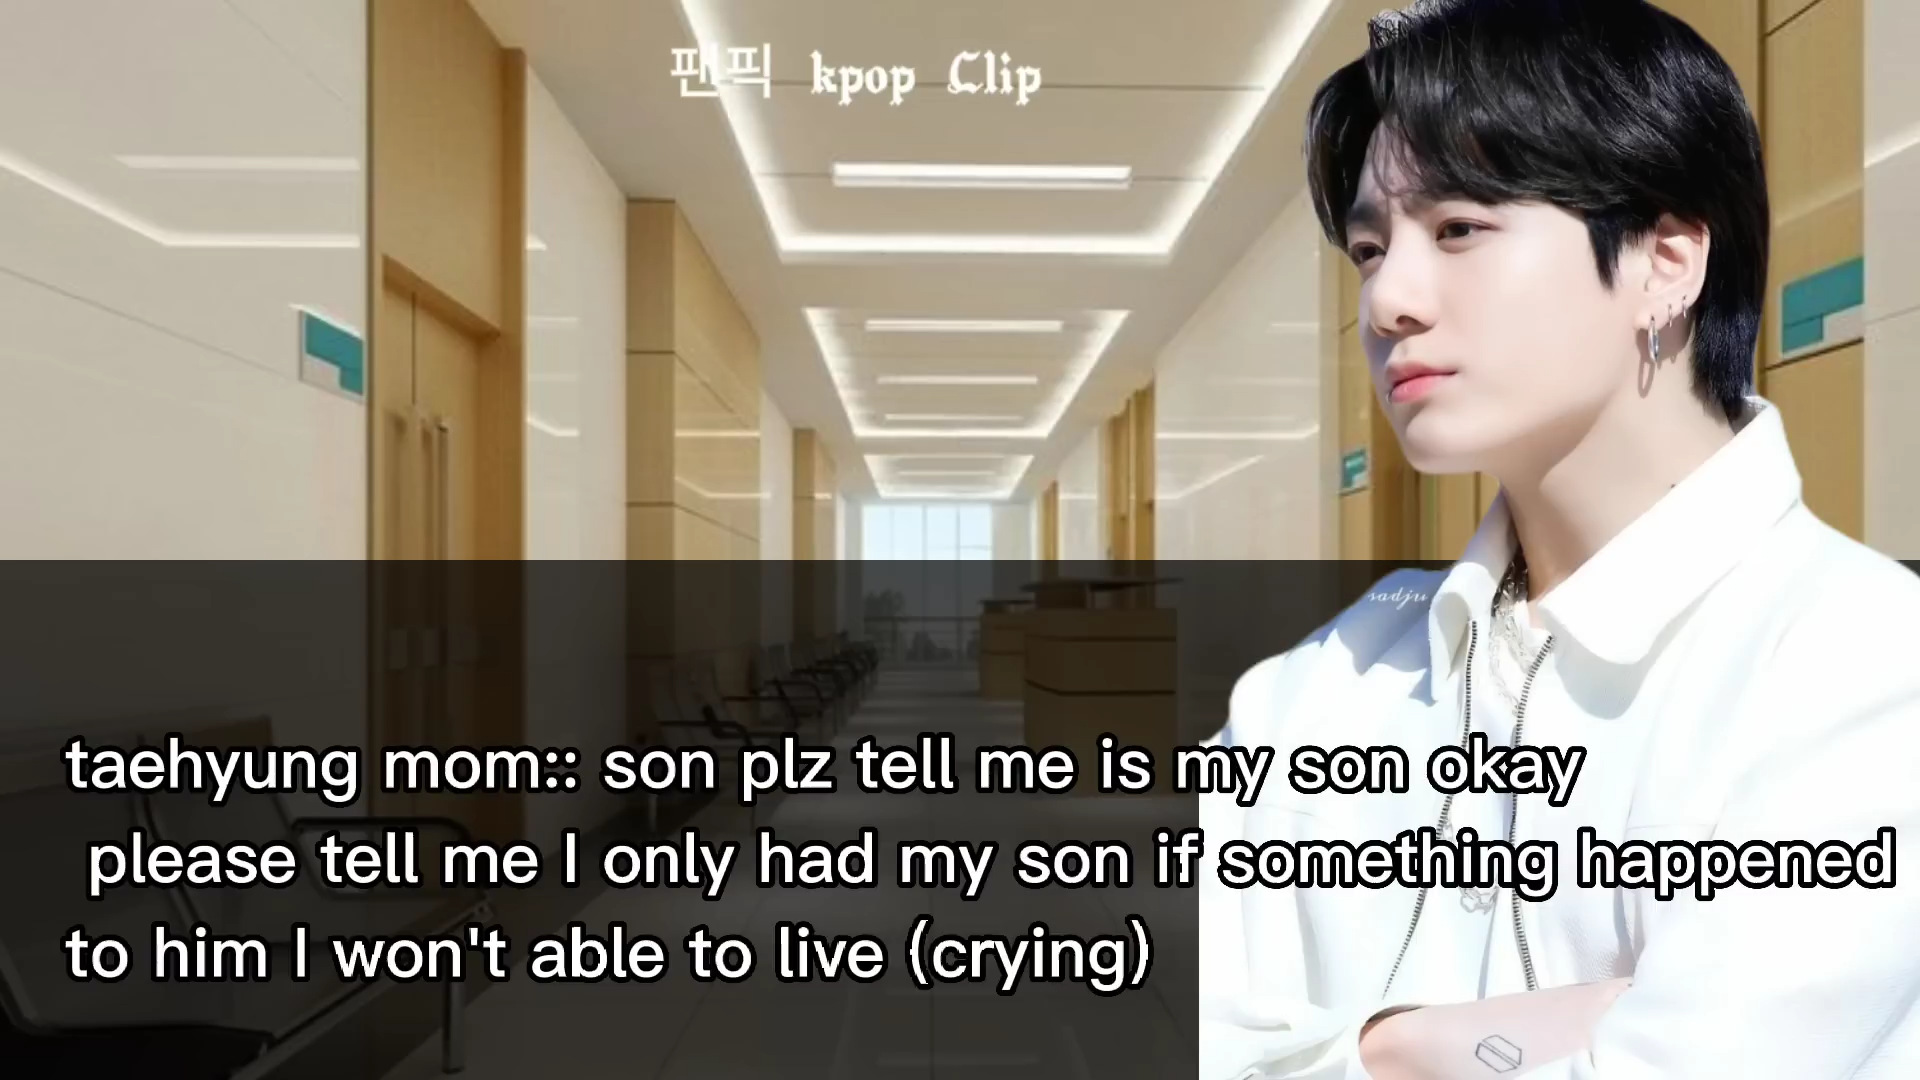 팬픽 kpop Clip
sadju
taehyung mom:: son plz tell me is my son okay
please tell me I only had my son if something happened
to him I won't able to live (crying)